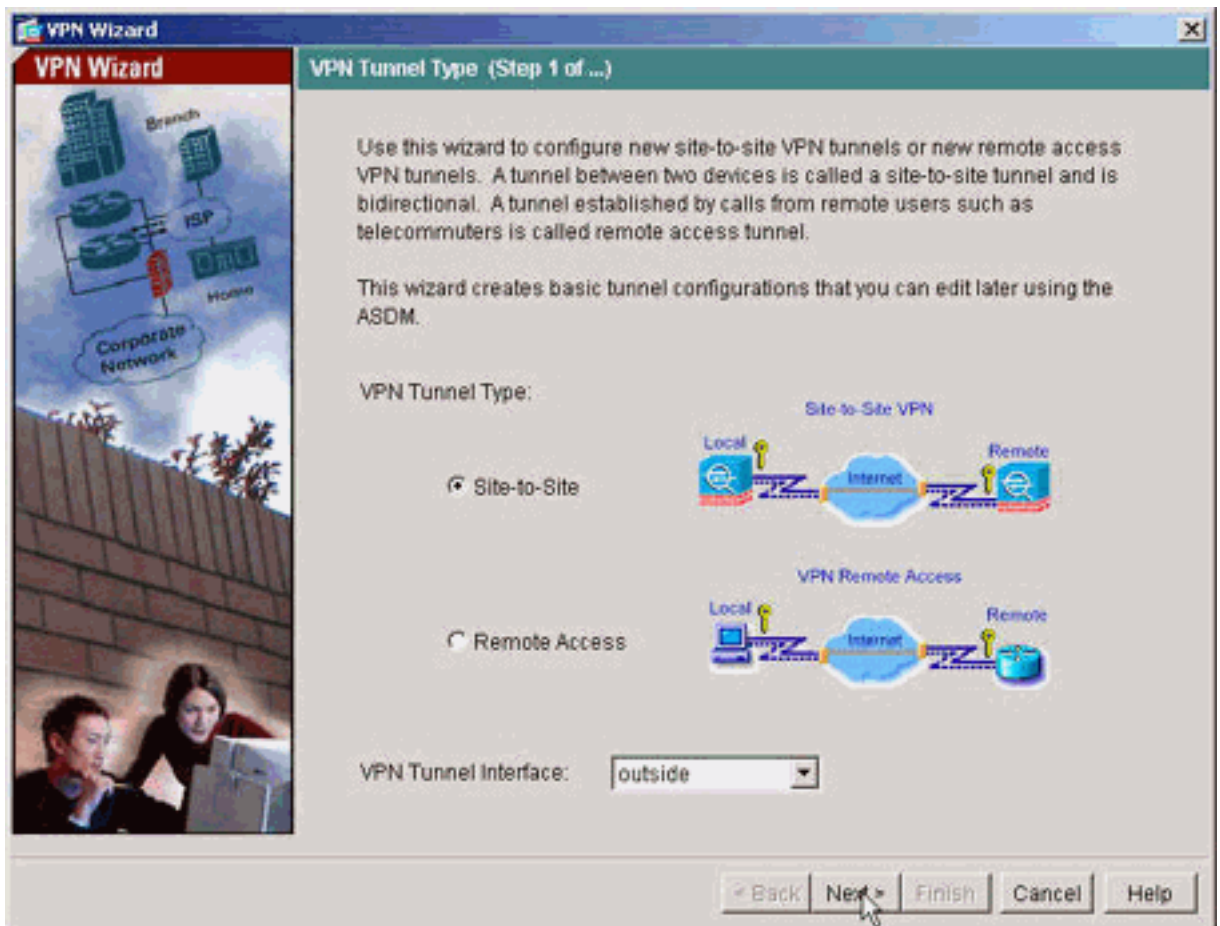 VPN Wizard
VPN Wizard
VPN Tunnel Type (Step 1 of ...)
Branch
ISP
Home
Corporate
Network
Use this wizard to configure new site-to-site VPN tunnels or new remote access
VPN tunnels. A tunnel between two devices is called a site-to-site tunnel and is
bidirectional. A tunnel established by calls from remote users such as
telecommuters is called remote access tunnel.
This wizard creates basic tunnel configurations that you can edit later using the
ASDM.
VPN Tunnel Type:
Site-to-Site VPN
Local
Remote
Internet
Site-to-Site
VPN Remote Access
Local
Remote
Internet
Remote Access
VPN Tunnel Interface:
outside
< Back
Next >
Finish
Cancel
Help